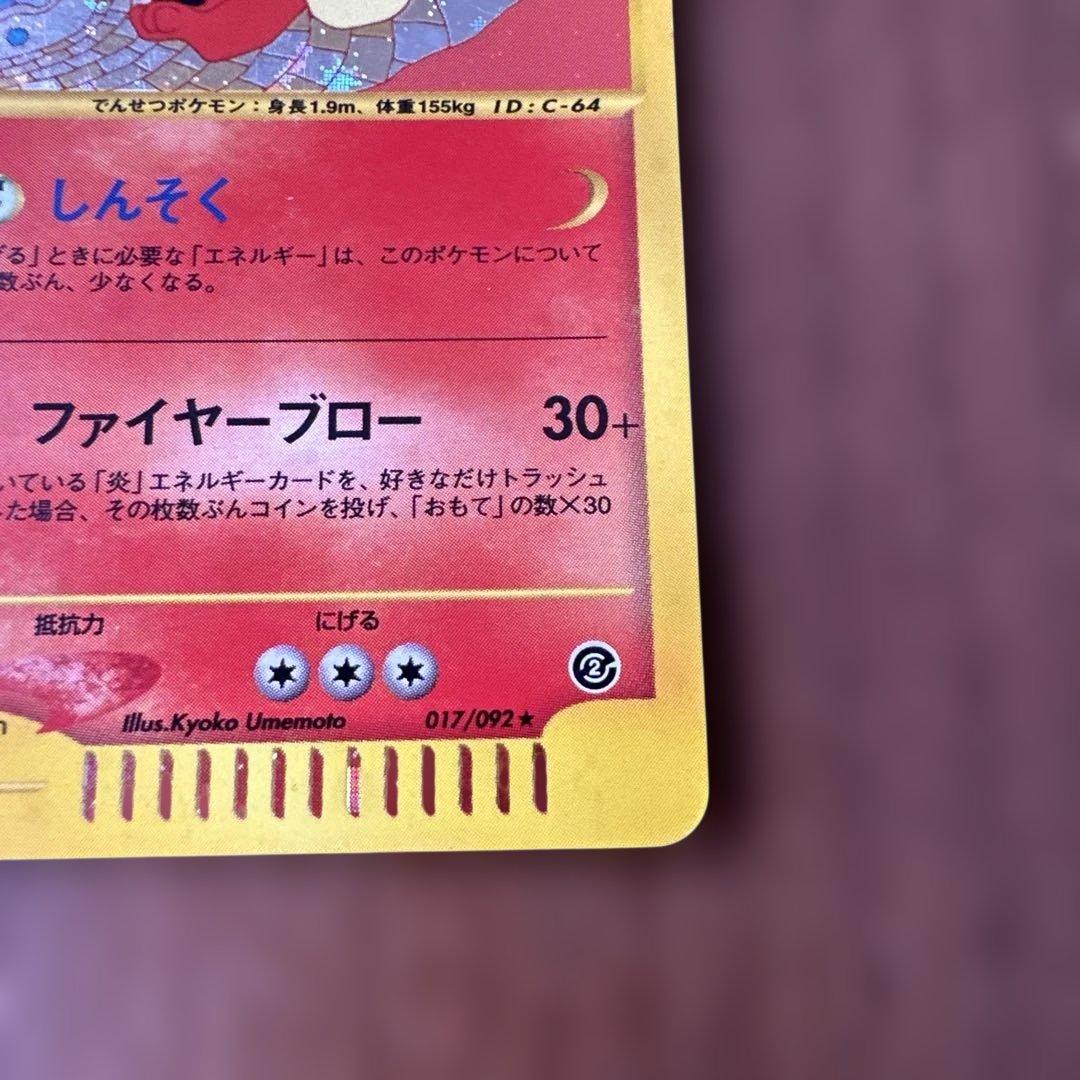 でんせつポケモン：身長1.9m、体重155kg ID:C-64
しんそく
る」ときに必要な「エネルギー」は、このポケモンについて
数ぶん、少なくなる。
ファイヤーブロー 30+
いている「炎」エネルギーカードを、好きなだけトラッシュ
た場合、その枚数ぶんコインを投げ、「おもて」の数×30
抵抗力 にげる
2
Illus.Kyoko Umemoto 017/092★